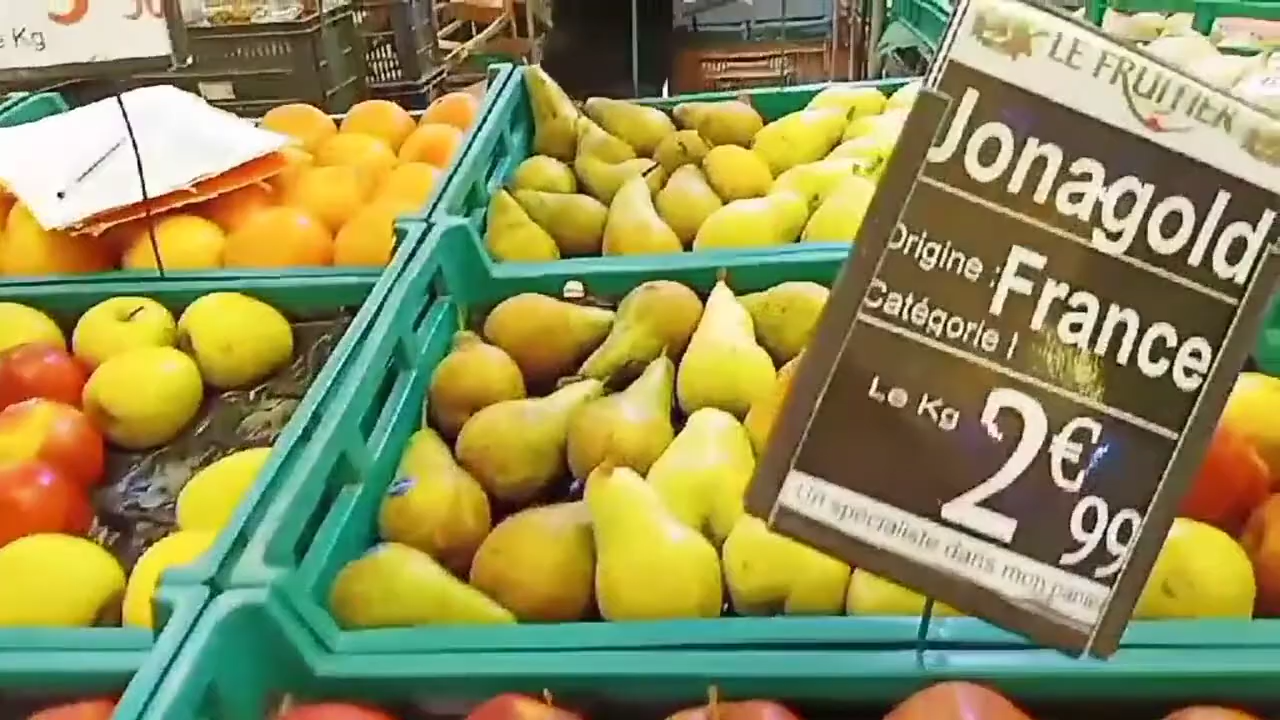 e Kg
LE FRUITIER
Jonagold
Origine : France
Catégorie I
Le Kg 2€99
Un spécialiste dans mon panier